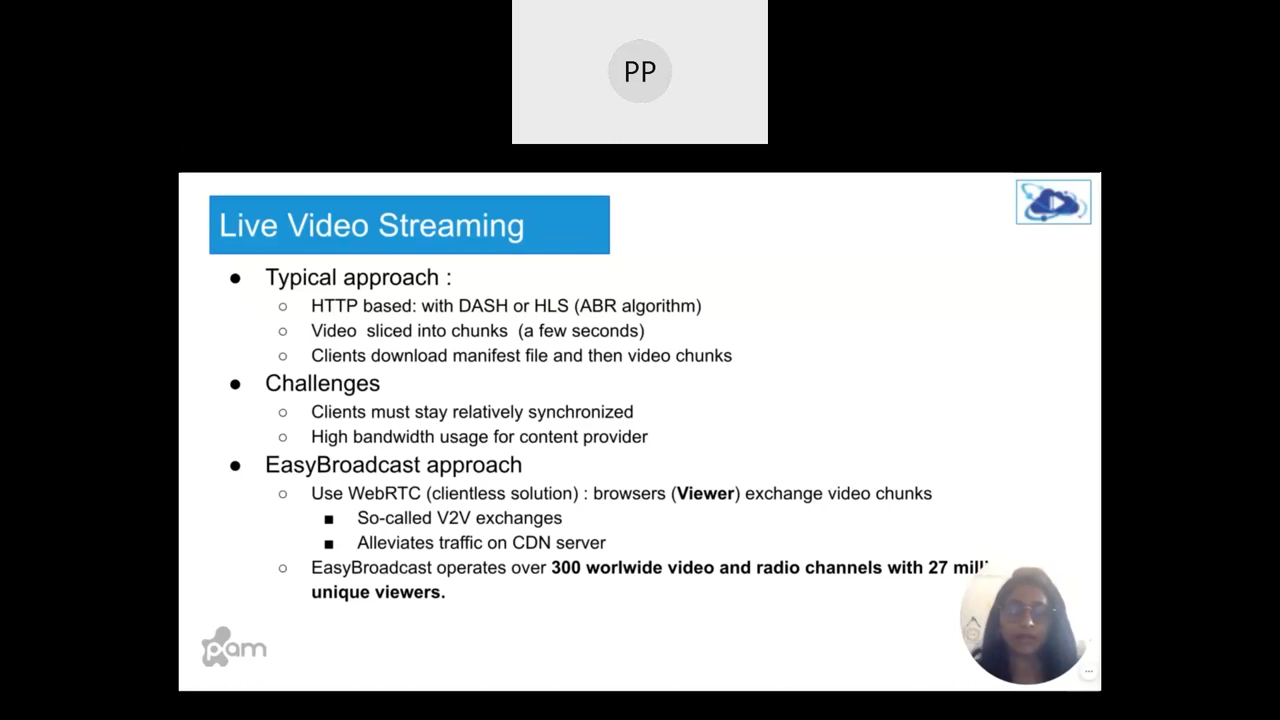 PP
Live Video Streaming
● Typical approach :
○ HTTP based: with DASH or HLS (ABR algorithm)
○ Video sliced into chunks (a few seconds)
○ Clients download manifest file and then video chunks
● Challenges
○ Clients must stay relatively synchronized
○ High bandwidth usage for content provider
● EasyBroadcast approach
○ Use WebRTC (clientless solution) : browsers (Viewer) exchange video chunks
■ So-called V2V exchanges
■ Alleviates traffic on CDN server
○ EasyBroadcast operates over 300 worlwide video and radio channels with 27
unique viewers.
pam